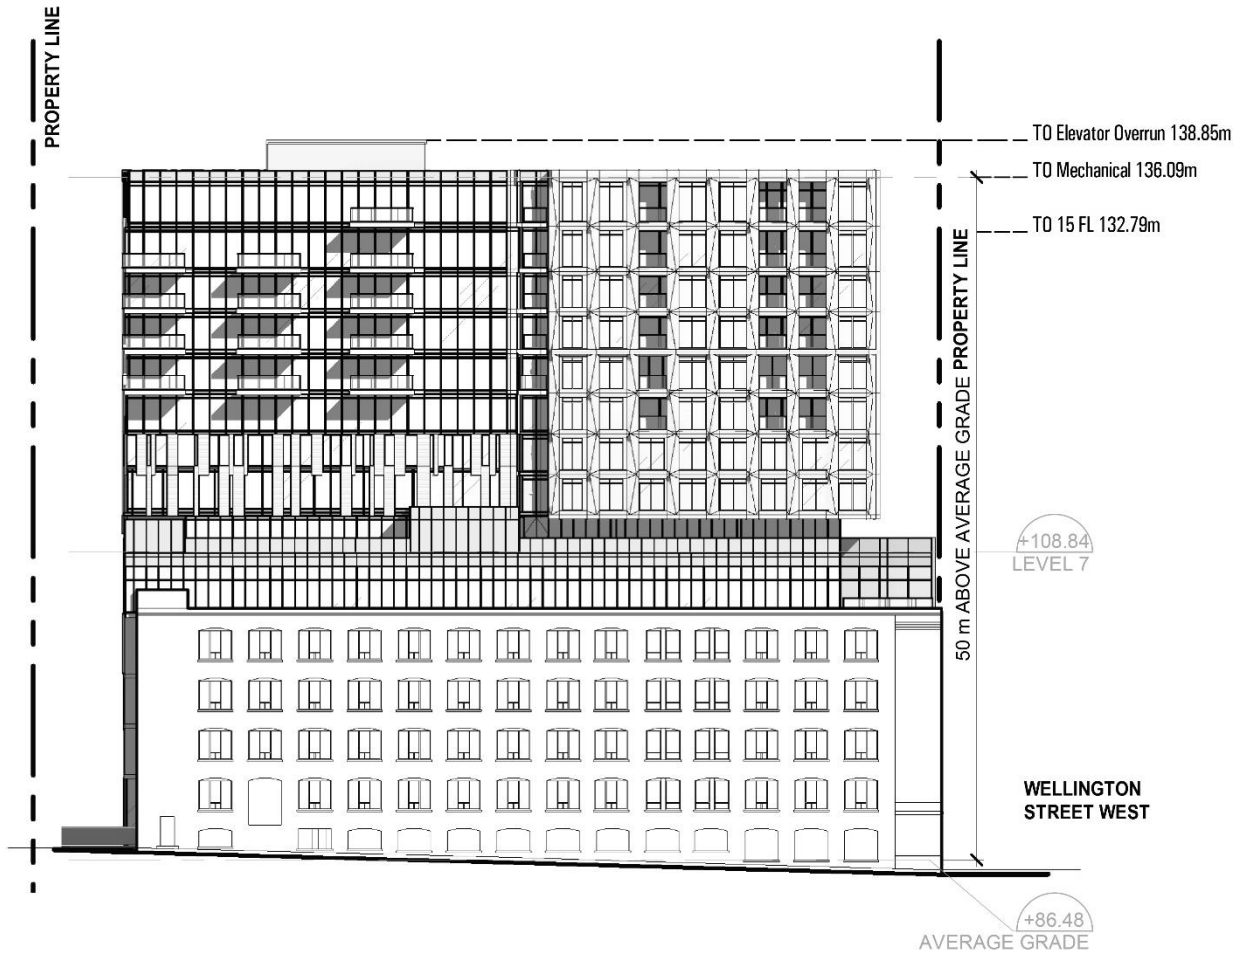 PROPERTY LINE
TO Elevator Overrun 138.85m
TO Mechanical 136.09m
TO 15 FL 132.79m
50 m ABOVE AVERAGE GRADE PROPERTY LINE
+108.84
LEVEL 7
WELLINGTON
STREET WEST
+86.48
AVERAGE GRADE